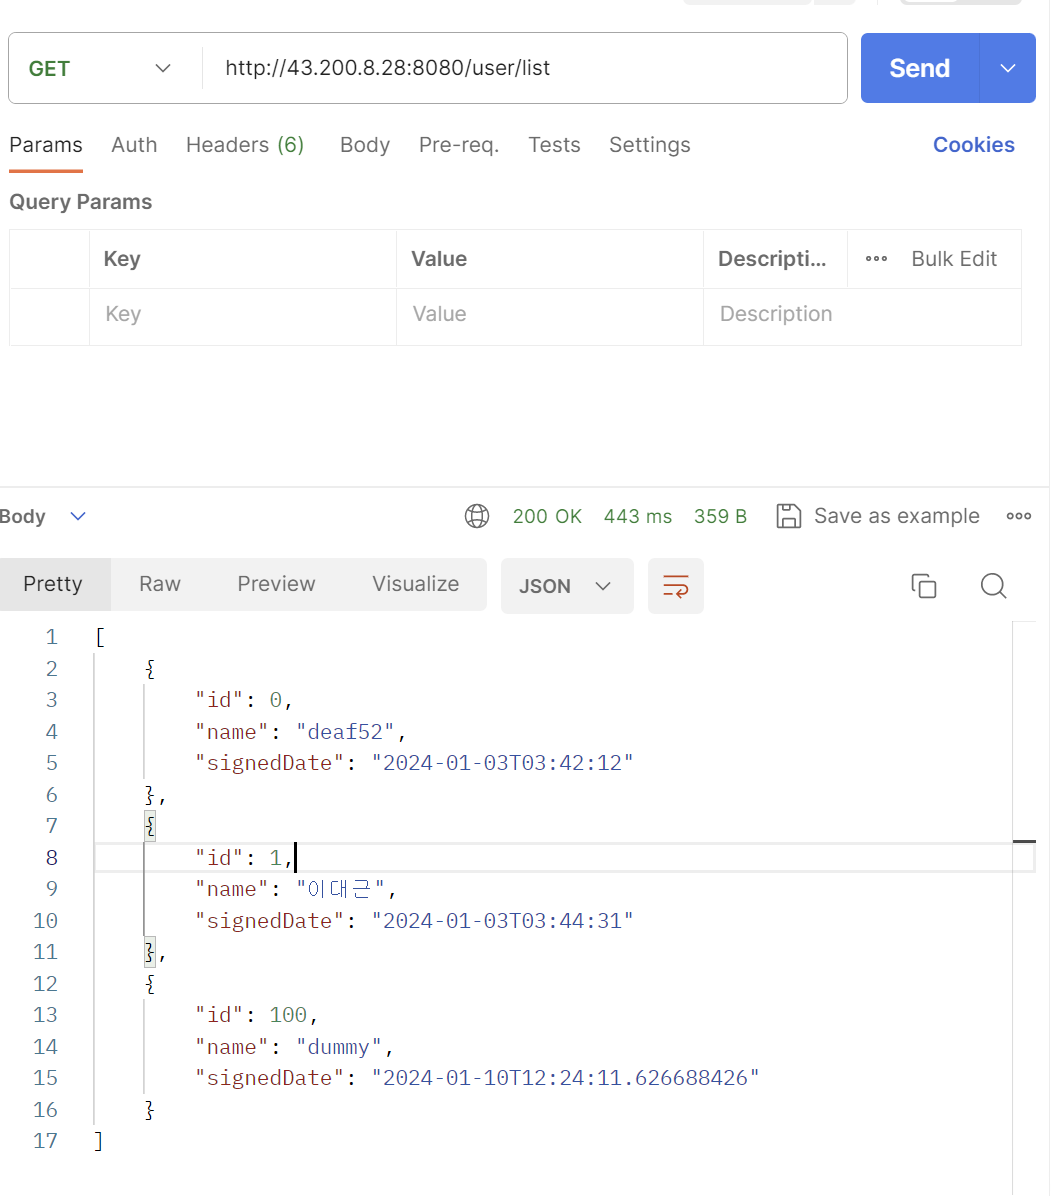 GET http://43.200.8.28:8080/user/list Send
Params Auth Headers (6) Body Pre-req. Tests Settings Cookies
Query Params
Key Value Descripti... Bulk Edit
Key Value Description
Body 200 OK 443 ms 359 B Save as example
Pretty Raw Preview Visualize JSON
1 [
2 {
3 "id": 0,
4 "name": "deaf52",
5 "signedDate": "2024-01-03T03:42:12"
6 },
7 {
8 "id": 1,
9 "name": "이대근",
10 "signedDate": "2024-01-03T03:44:31"
11 },
12 {
13 "id": 100,
14 "name": "dummy",
15 "signedDate": "2024-01-10T12:24:11.626688426"
16 }
17 ]